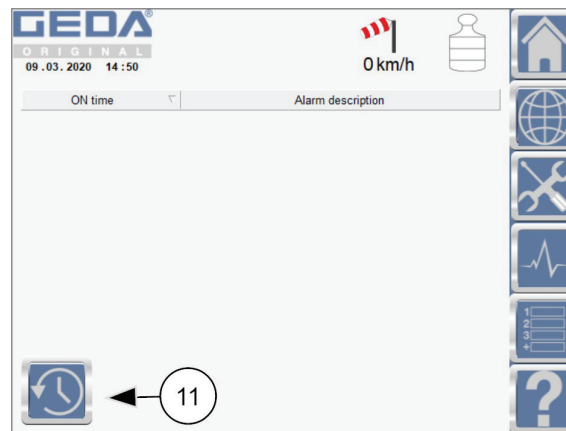 GEDA®
ORIGINAL
09.03.2020 14:50
0 km/h
ON time
Alarm description
1
2
3
+
?
11